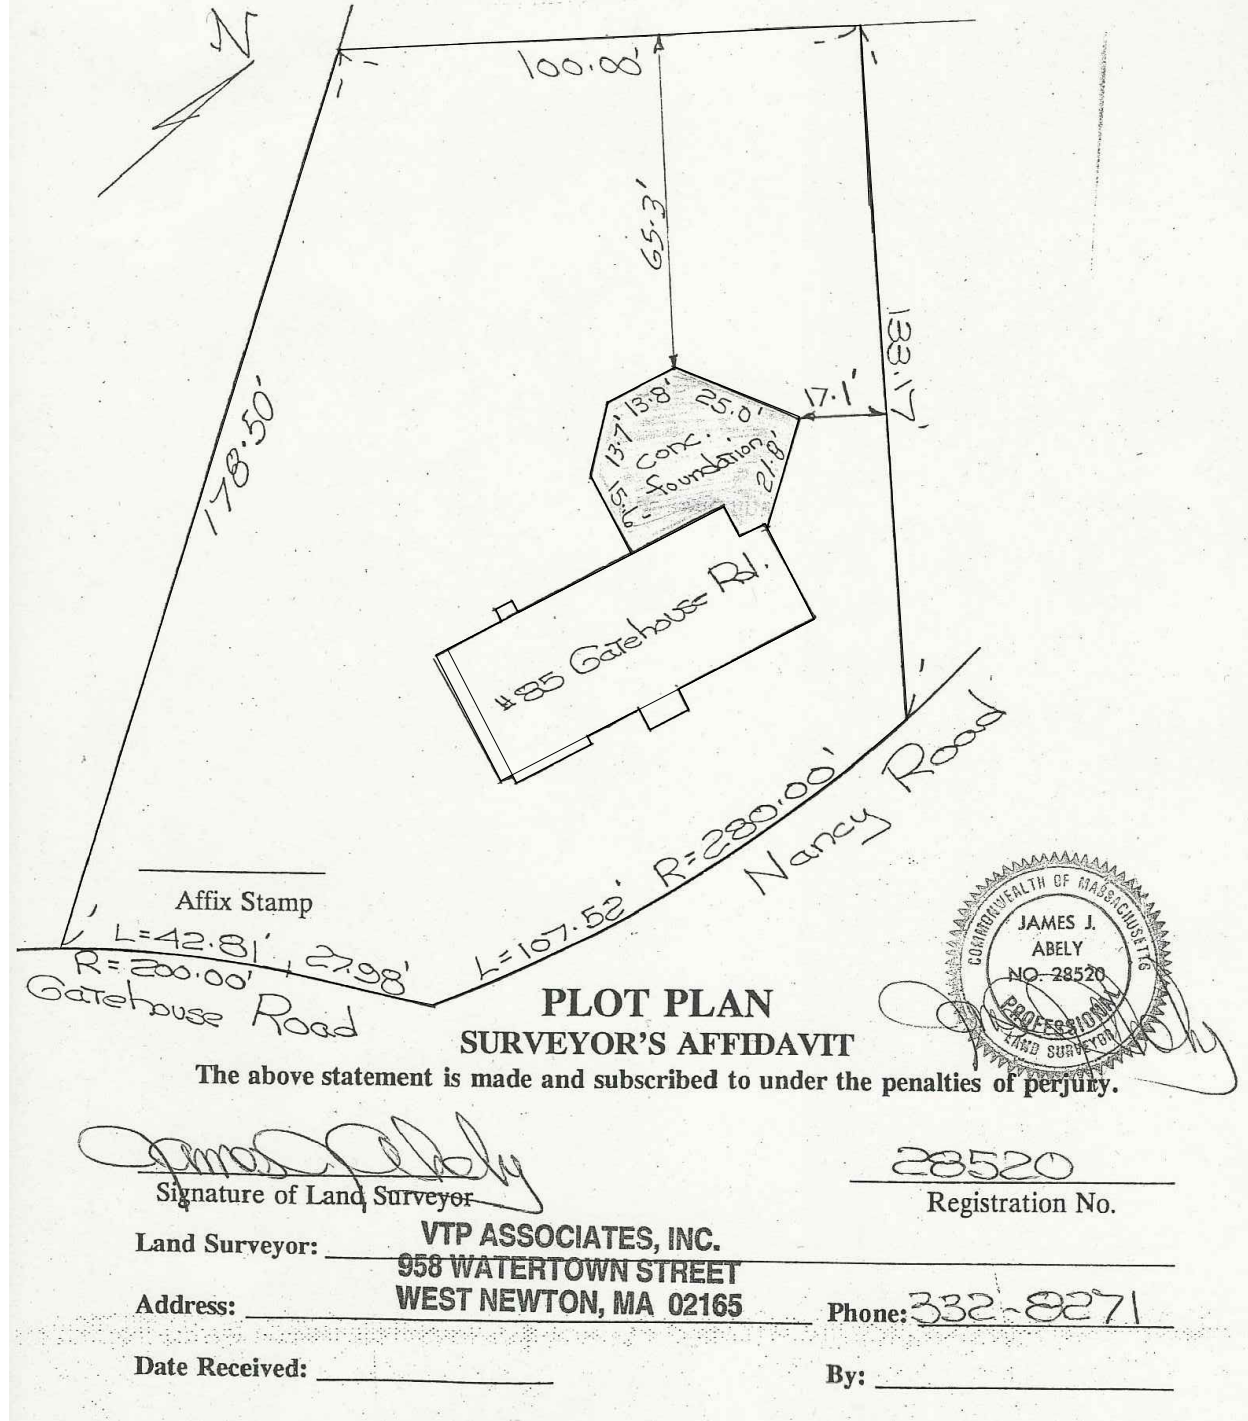 N
100.00'
65.3'
133.17'
17.1'
178.50'
13.8'
25.0'
13.7'
conc.
foundation
21.8'
15.6'
#85 Gatehouse Rd.
R=280.00'
L=107.52'
Nancy Road
Affix Stamp
L=42.81', 27.98'
R=200.00'
Gatehouse Road
COMMONWEALTH OF MASSACHUSETTS
JAMES J.
ABELY
NO. 28520
PROFESSIONAL
LAND SURVEYOR
PLOT PLAN
SURVEYOR'S AFFIDAVIT
The above statement is made and subscribed to under the penalties of perjury.
James J Abely
28520
Signature of Land Surveyor
Registration No.
VTP ASSOCIATES, INC.
Land Surveyor:
958 WATERTOWN STREET
Address: WEST NEWTON, MA 02165 Phone: 332-8271
Date Received: By: